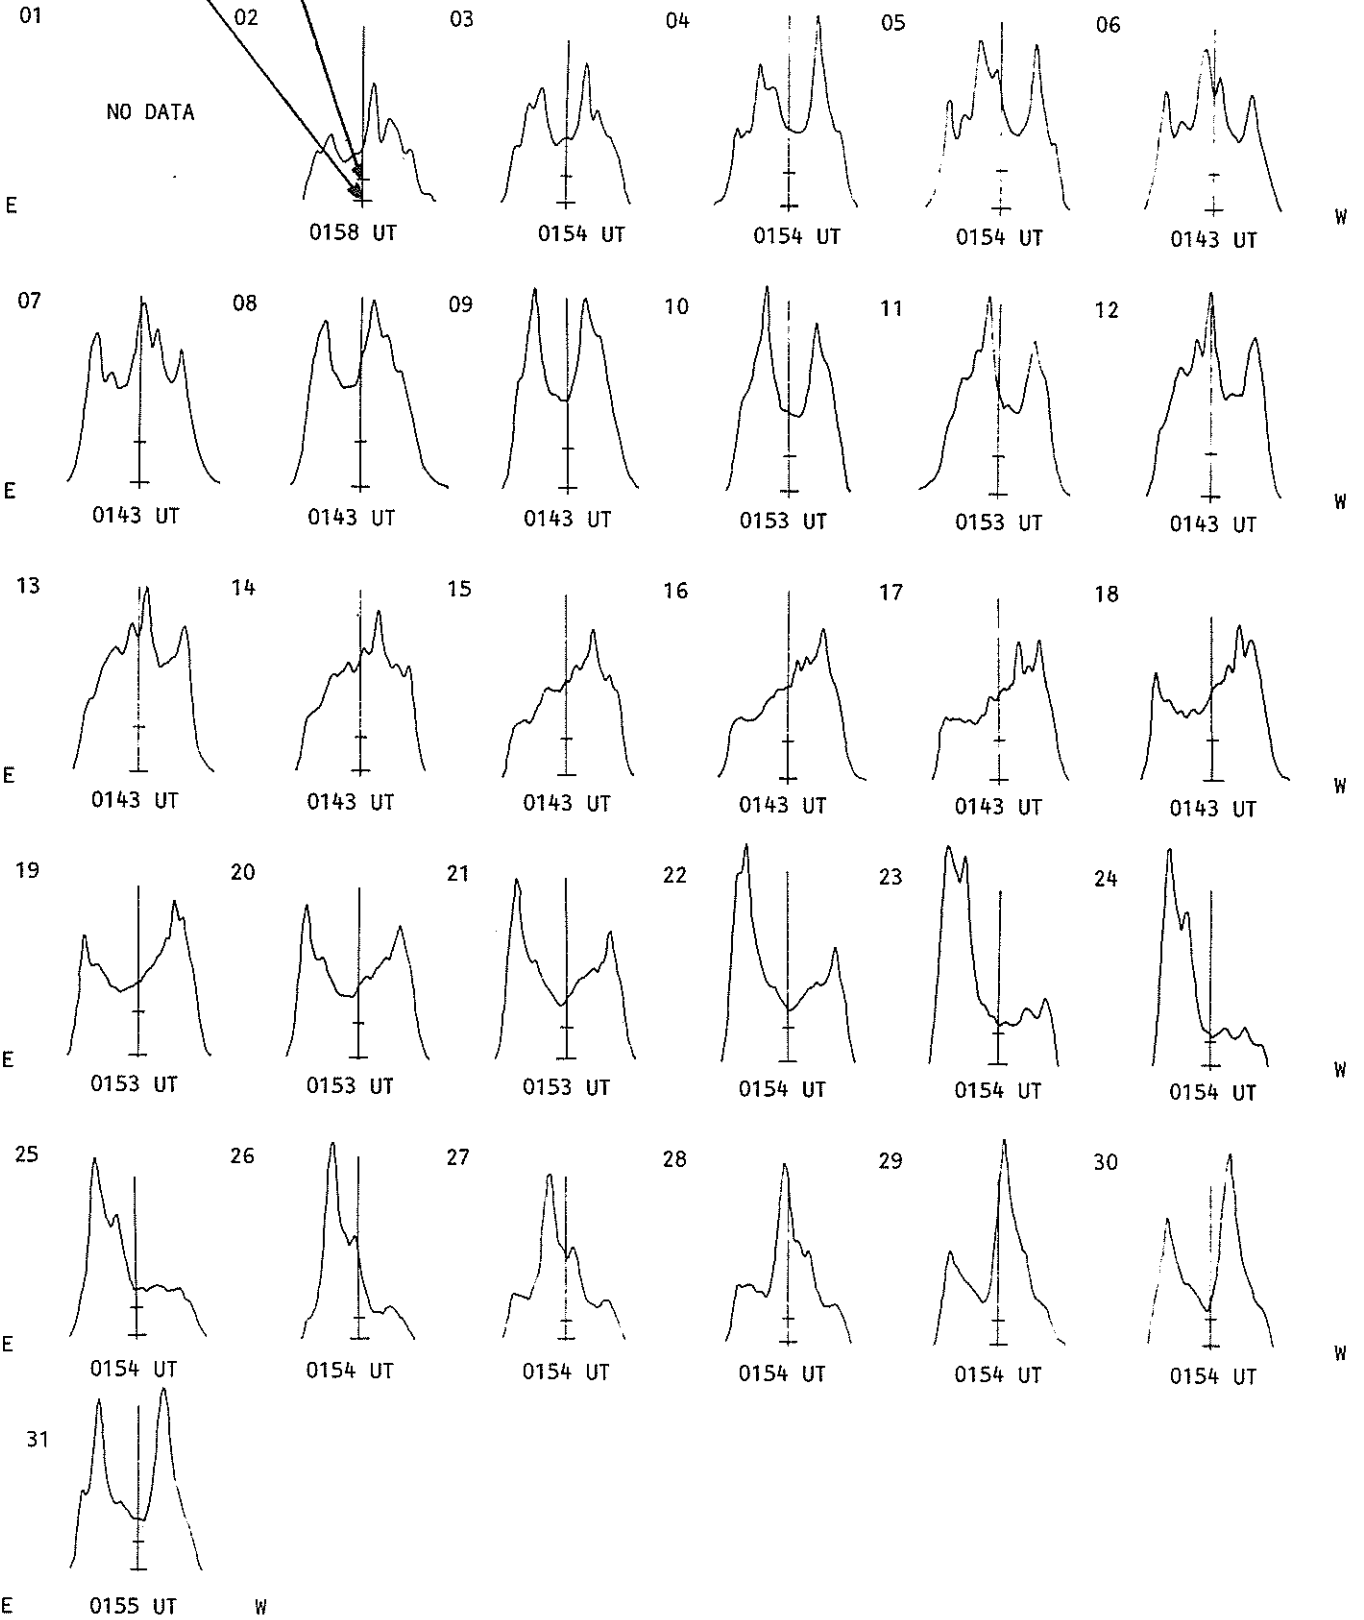 01 02 03 04 05 06
NO DATA
E W
0158 UT 0154 UT 0154 UT 0154 UT 0143 UT
07 08 09 10 11 12
E W
0143 UT 0143 UT 0143 UT 0153 UT 0153 UT 0143 UT
13 14 15 16 17 18
E W
0143 UT 0143 UT 0143 UT 0143 UT 0143 UT 0143 UT
19 20 21 22 23 24
E W
0153 UT 0153 UT 0153 UT 0154 UT 0154 UT 0154 UT
25 26 27 28 29 30
E W
0154 UT 0154 UT 0154 UT 0154 UT 0154 UT 0154 UT
31
E 0155 UT W